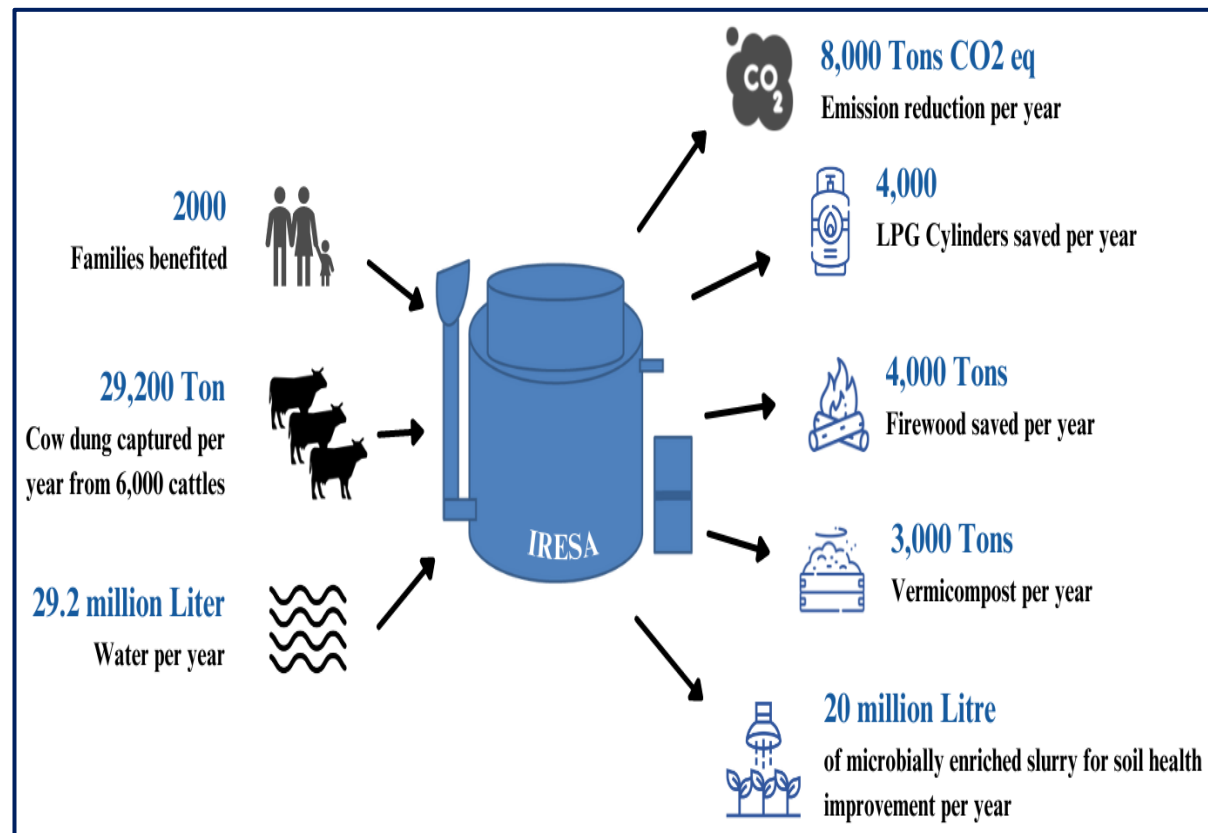 2000
Families benefited
29,200 Ton
Cow dung captured per
year from 6,000 cattles
29.2 million Liter
Water per year
IRESA
CO2
8,000 Tons CO2 eq
Emission reduction per year
4,000
LPG Cylinders saved per year
4,000 Tons
Firewood saved per year
3,000 Tons
Vermicompost per year
20 million Litre
of microbially enriched slurry for soil health
improvement per year